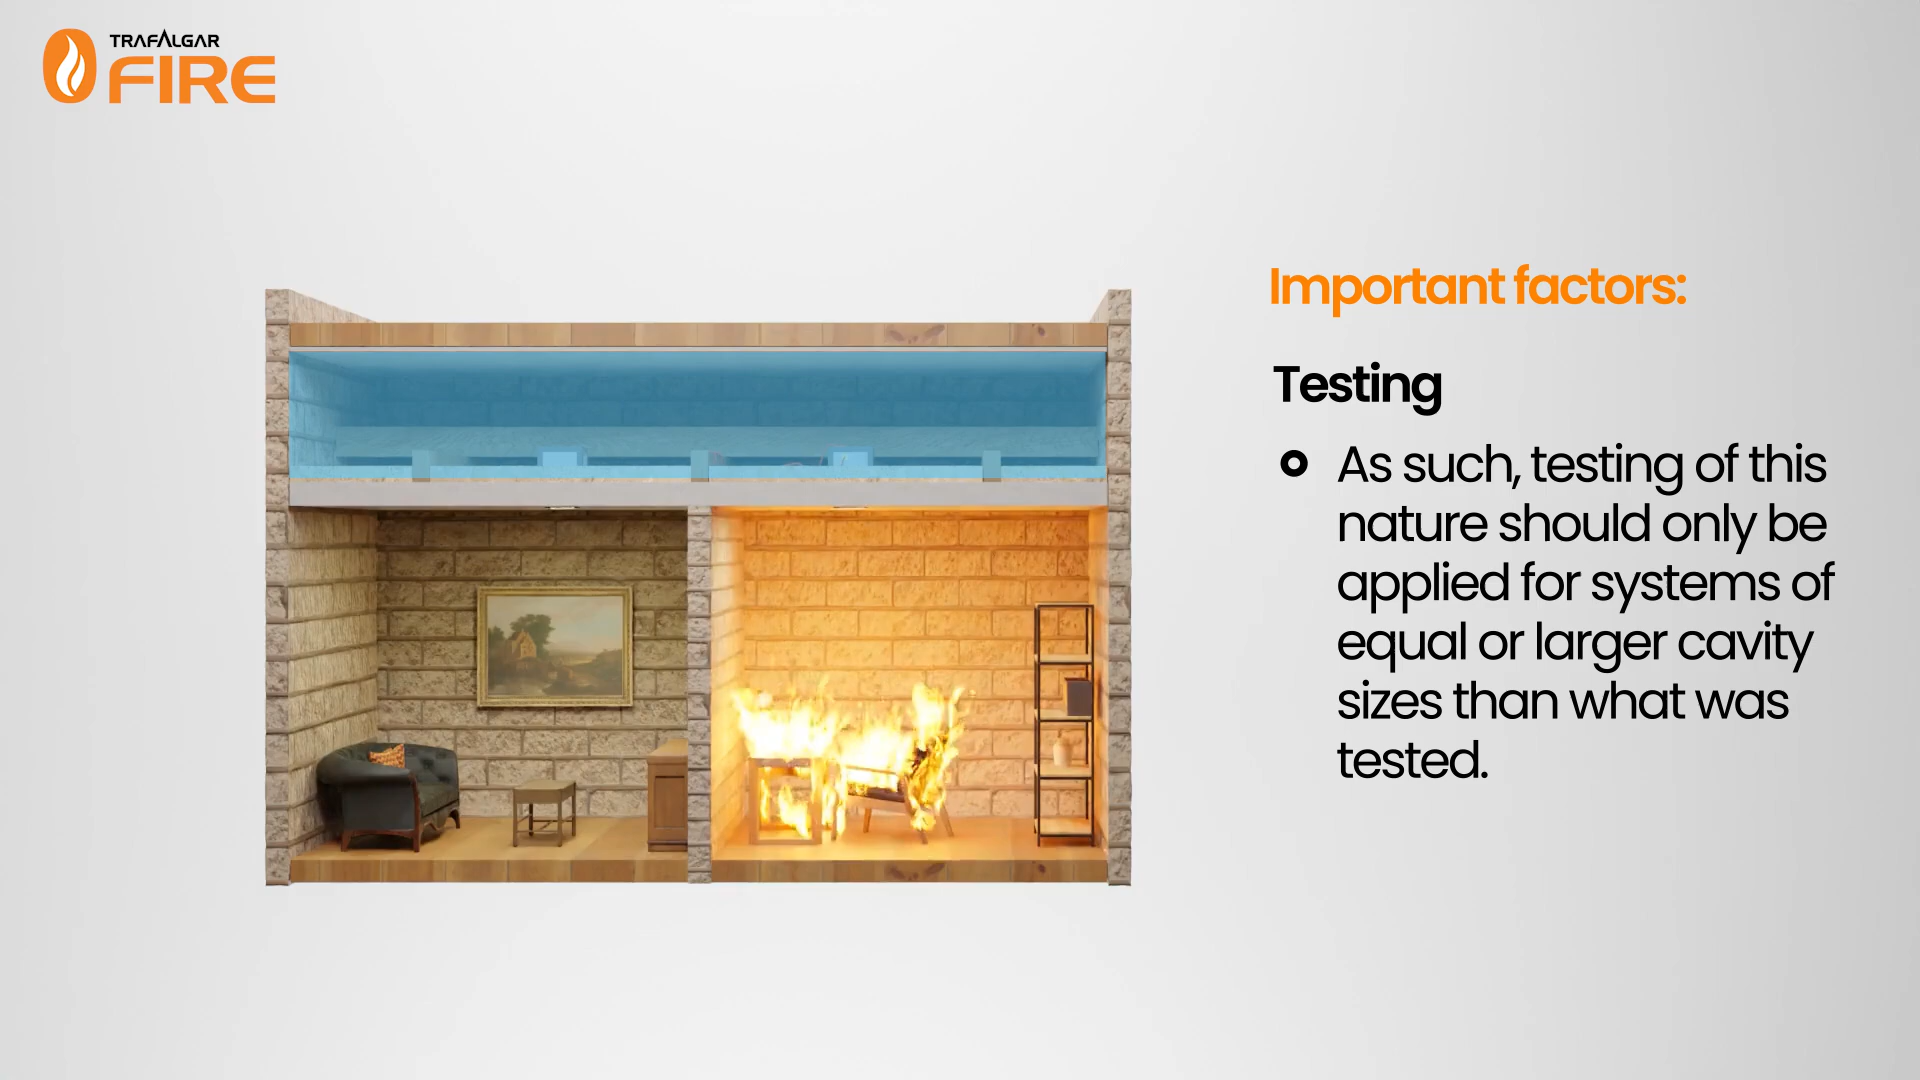 TRAFALGAR
FIRE
Important factors:
Testing
As such, testing of this
nature should only be
applied for systems of
equal or larger cavity
sizes than what was
tested.